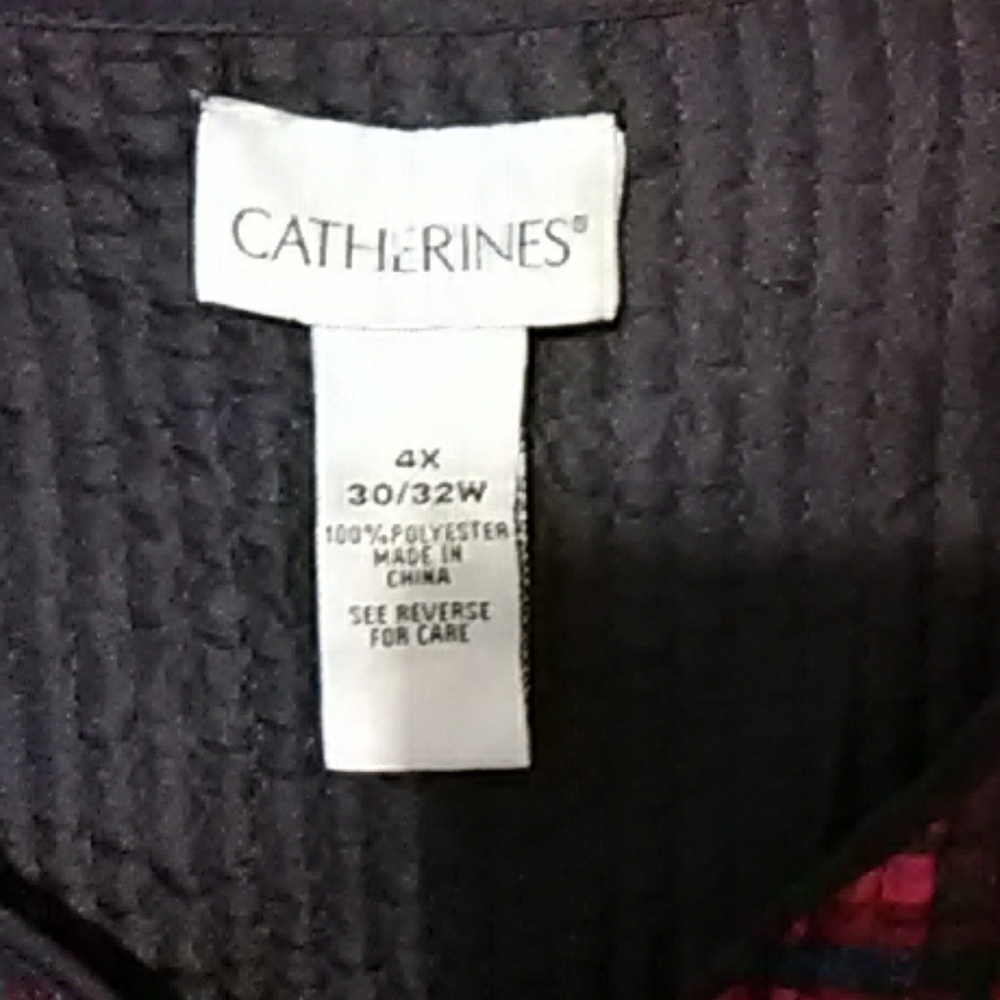 CATHERINES®
4X
30/32W
100% POLYESTER
MADE IN
CHINA
SEE REVERSE
FOR CARE